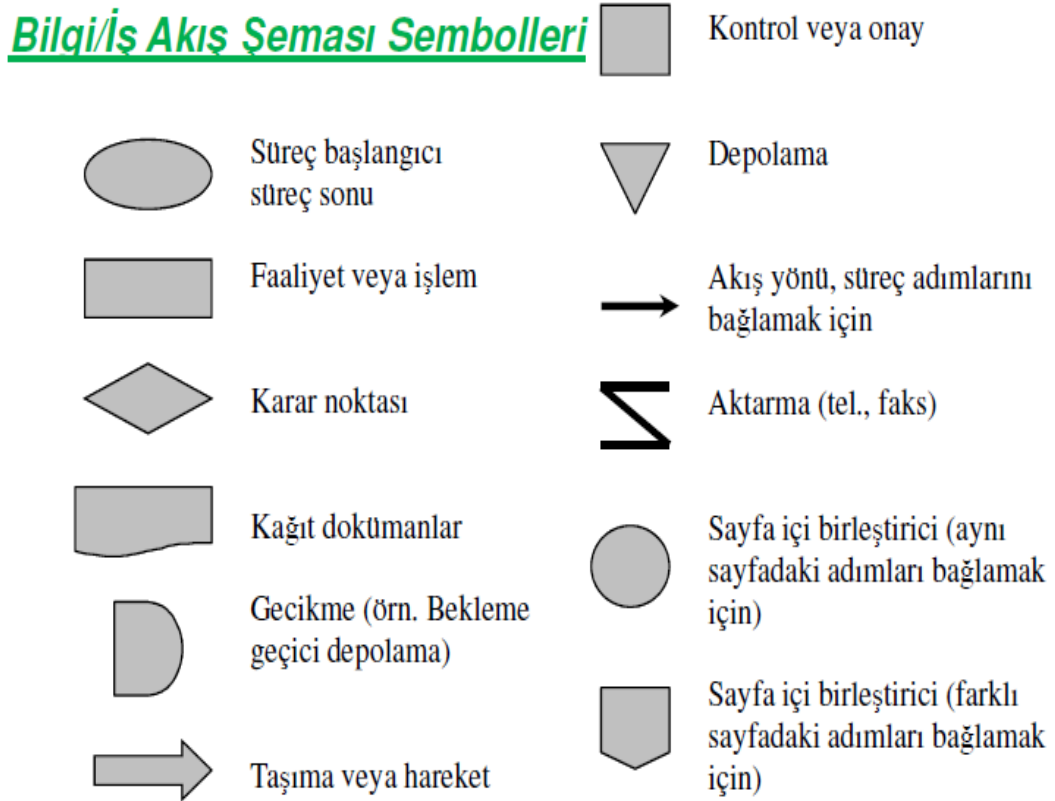 Bilgi/İş Akış Şeması Sembolleri
Süreç başlangıcı
süreç sonu
Faaliyet veya işlem
Karar noktası
Kağıt dokümanlar
Gecikme (örn. Bekleme
geçici depolama)
Taşıma veya hareket
Kontrol veya onay
Depolama
Akış yönü, süreç adımlarını
bağlamak için
Aktarma (tel., faks)
Sayfa içi birleştirici (aynı
sayfadaki adımları bağlamak
için)
Sayfa içi birleştirici (farklı
sayfadaki adımları bağlamak
için)